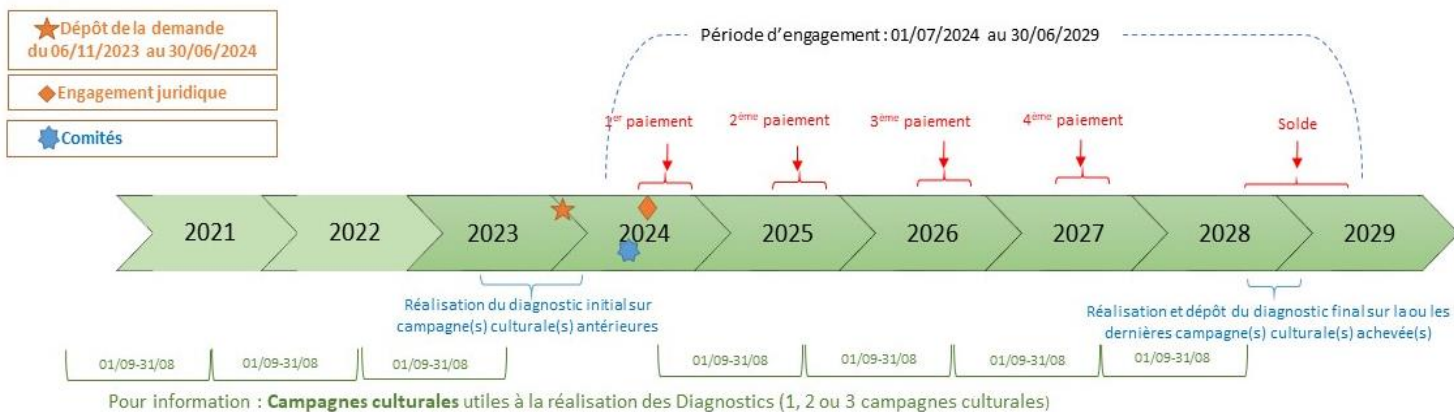 Dépôt de la demande
du 06/11/2023 au 30/06/2024
Engagement juridique
Comités
Période d'engagement : 01/07/2024 au 30/06/2029
1er paiement
2ème paiement
3ème paiement
4ème paiement
Solde
2021
2022
2023
2024
2025
2026
2027
2028
2029
Réalisation du diagnostic initial sur
campagne(s) culturale(s) antérieures
Réalisation et dépôt du diagnostic final sur la ou les
dernières campagne(s) culturale(s) achevée(s)
01/09-31/08
01/09-31/08
01/09-31/08
01/09-31/08
01/09-31/08
01/09-31/08
01/09-31/08
Pour information : Campagnes culturales utiles à la réalisation des Diagnostics (1, 2 ou 3 campagnes culturales)